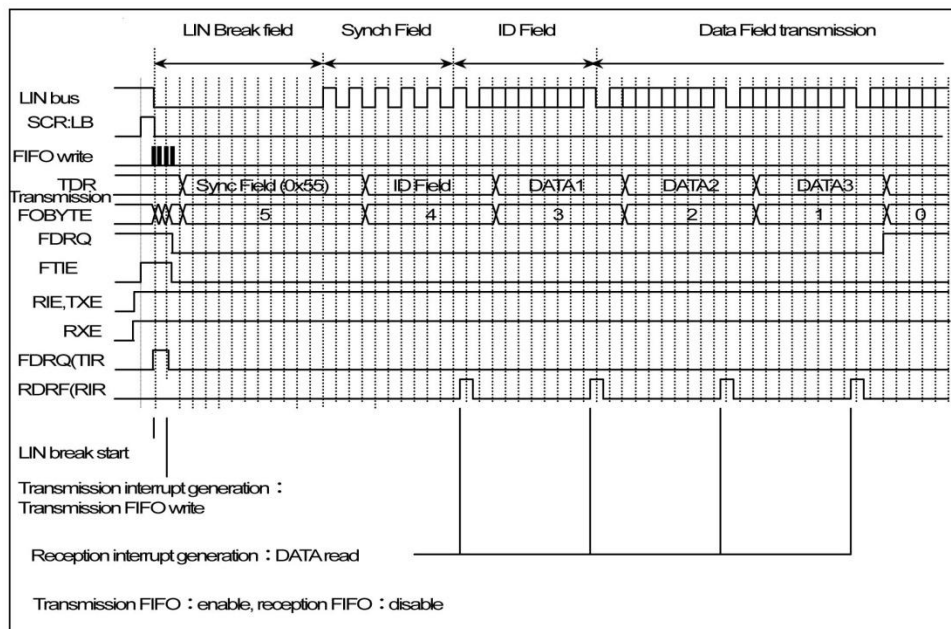 LIN Break field Synch Field ID Field Data Field transmission
LIN bus
SCR:LB
FIFO write
TDR Sync Field (0x55) ID Field DATA1 DATA2 DATA3
Transmission
FOBYTE 5 4 3 2 1 0
FDRQ
FTIE
RIE,TXE
RXE
FDRQ(TIR
RDRF(RIR
LIN break start
Transmission interrupt generation：
Transmission FIFO write
Reception interrupt generation：DATA read
Transmission FIFO：enable, reception FIFO：disable